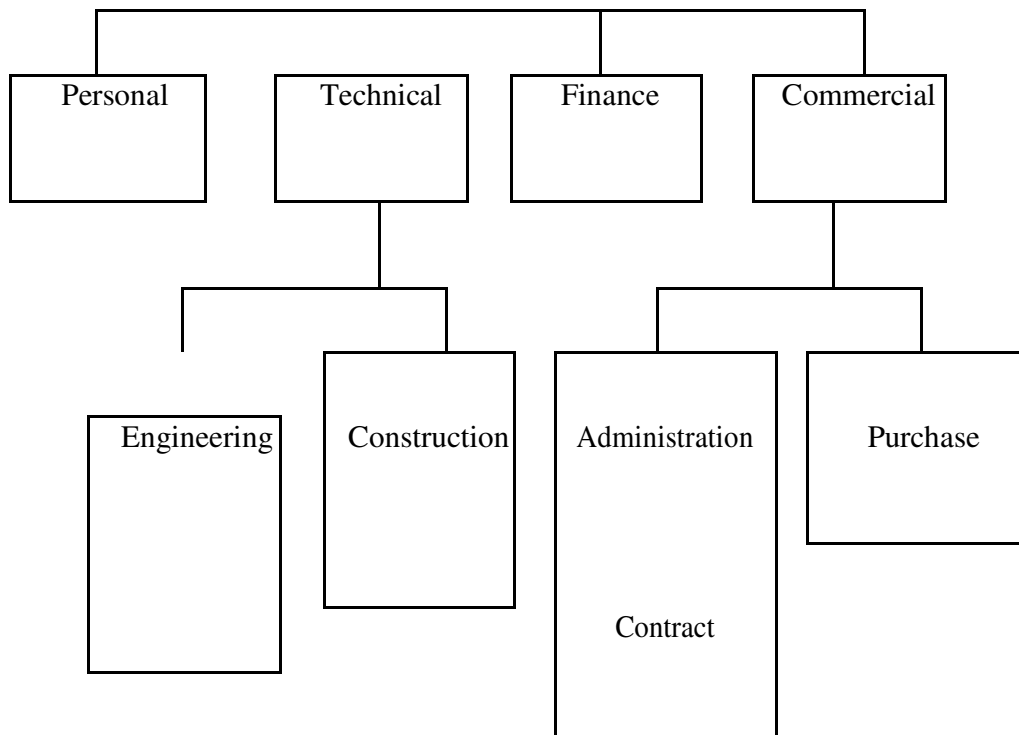 Personal
Technical
Finance
Commercial
Engineering
Construction
Administration
Purchase
Contract